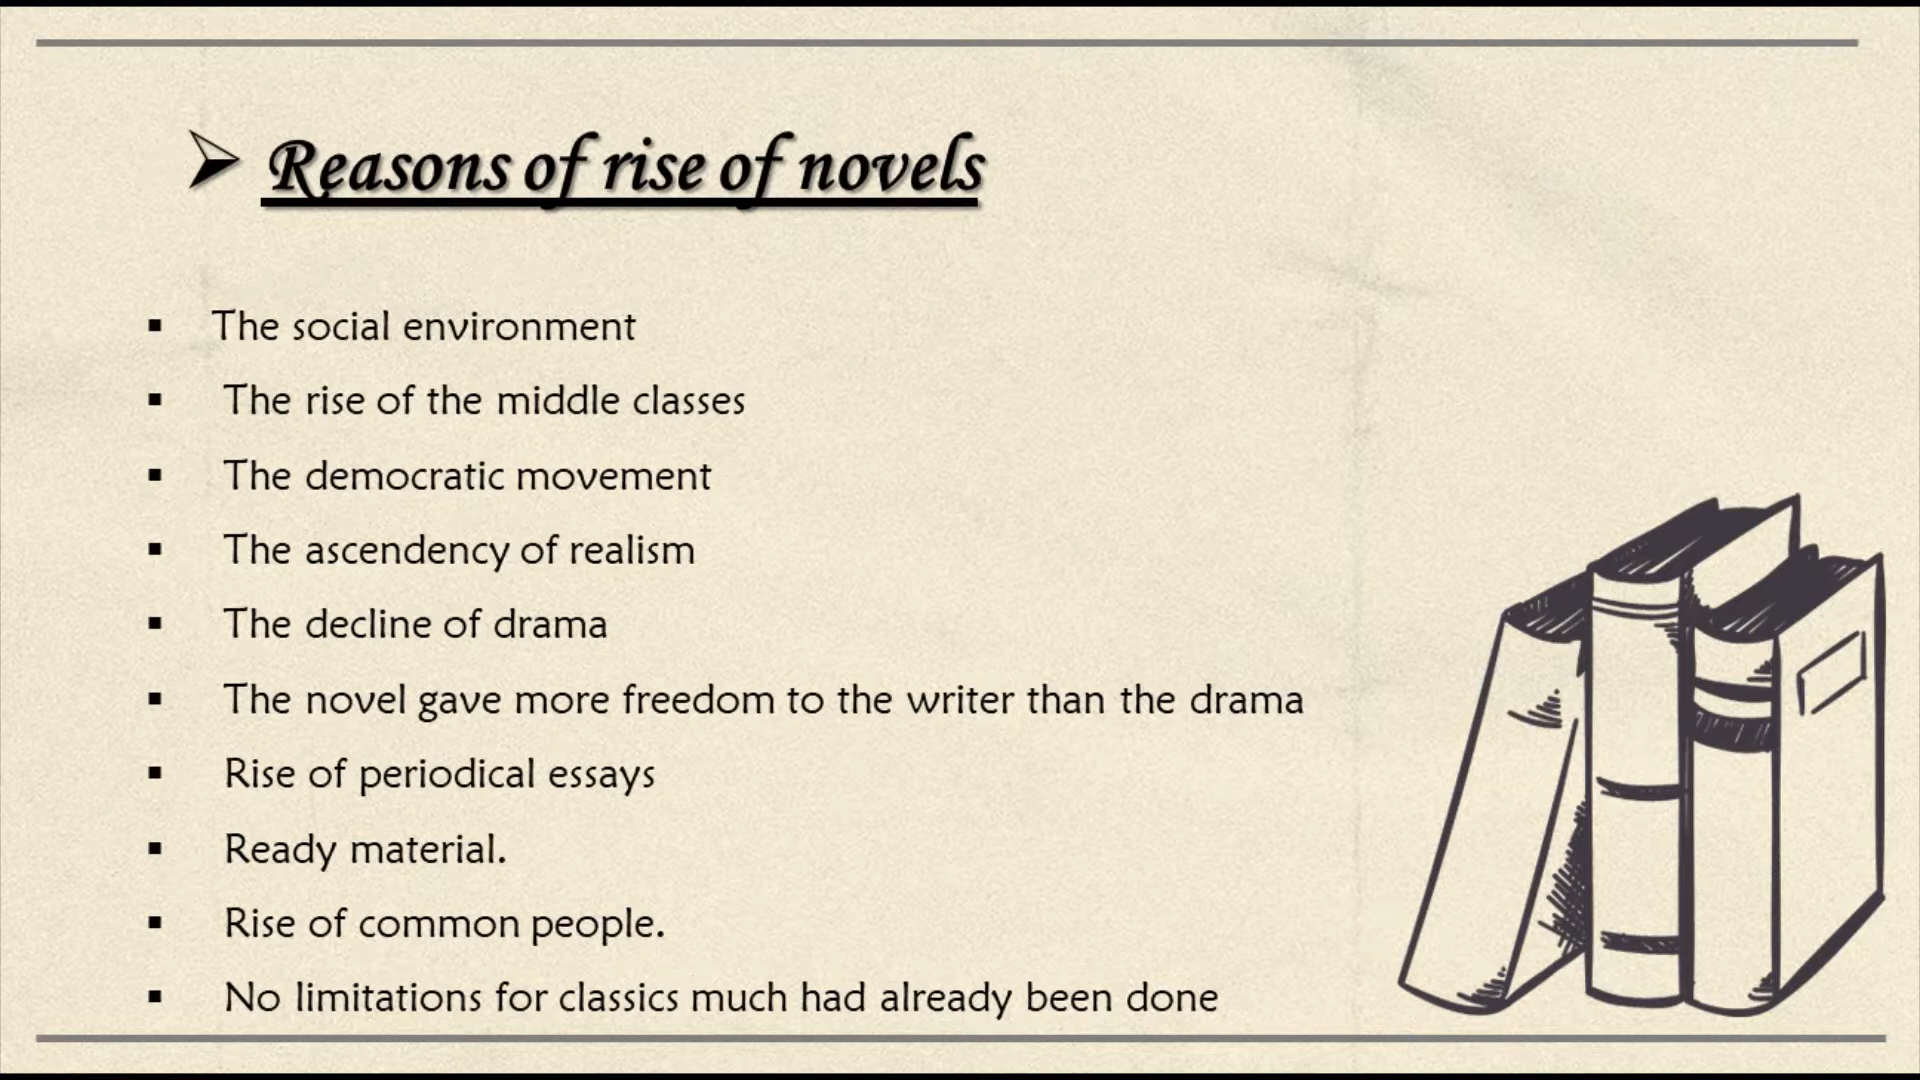 Reasons of rise of novels
The social environment
The rise of the middle classes
The democratic movement
The ascendency of realism
The decline of drama
The novel gave more freedom to the writer than the drama
Rise of periodical essays
Ready material.
Rise of common people.
No limitations for classics much had already been done